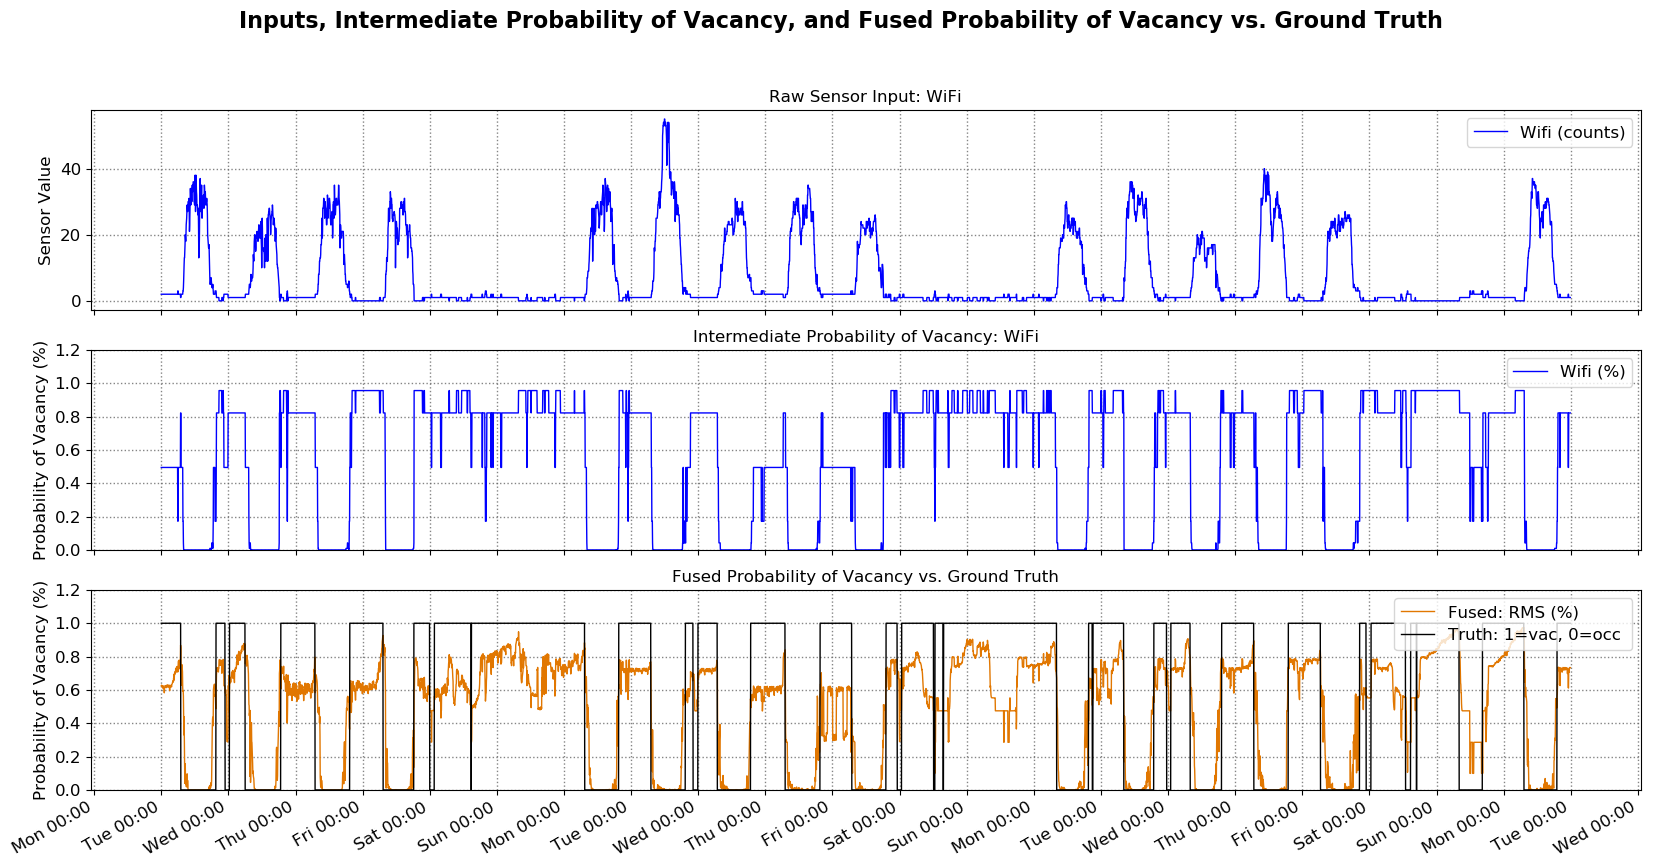 Inputs, Intermediate Probability of Vacancy, and Fused Probability of Vacancy vs. Ground Truth
Raw Sensor Input: WiFi
Sensor Value
40
20
0
Wifi (counts)
Intermediate Probability of Vacancy: WiFi
Probability of Vacancy (%)
1.2
1.0
0.8
0.6
0.4
0.2
0.0
Wifi (%)
Fused Probability of Vacancy vs. Ground Truth
Probability of Vacancy (%)
1.2
1.0
0.8
0.6
0.4
0.2
0.0
Fused: RMS (%)
Truth: 1=vac, 0=occ
Mon 00:00
Tue 00:00
Wed 00:00
Thu 00:00
Fri 00:00
Sat 00:00
Sun 00:00
Mon 00:00
Tue 00:00
Wed 00:00
Thu 00:00
Fri 00:00
Sat 00:00
Sun 00:00
Mon 00:00
Tue 00:00
Wed 00:00
Thu 00:00
Fri 00:00
Sat 00:00
Sun 00:00
Mon 00:00
Tue 00:00
Wed 00:00